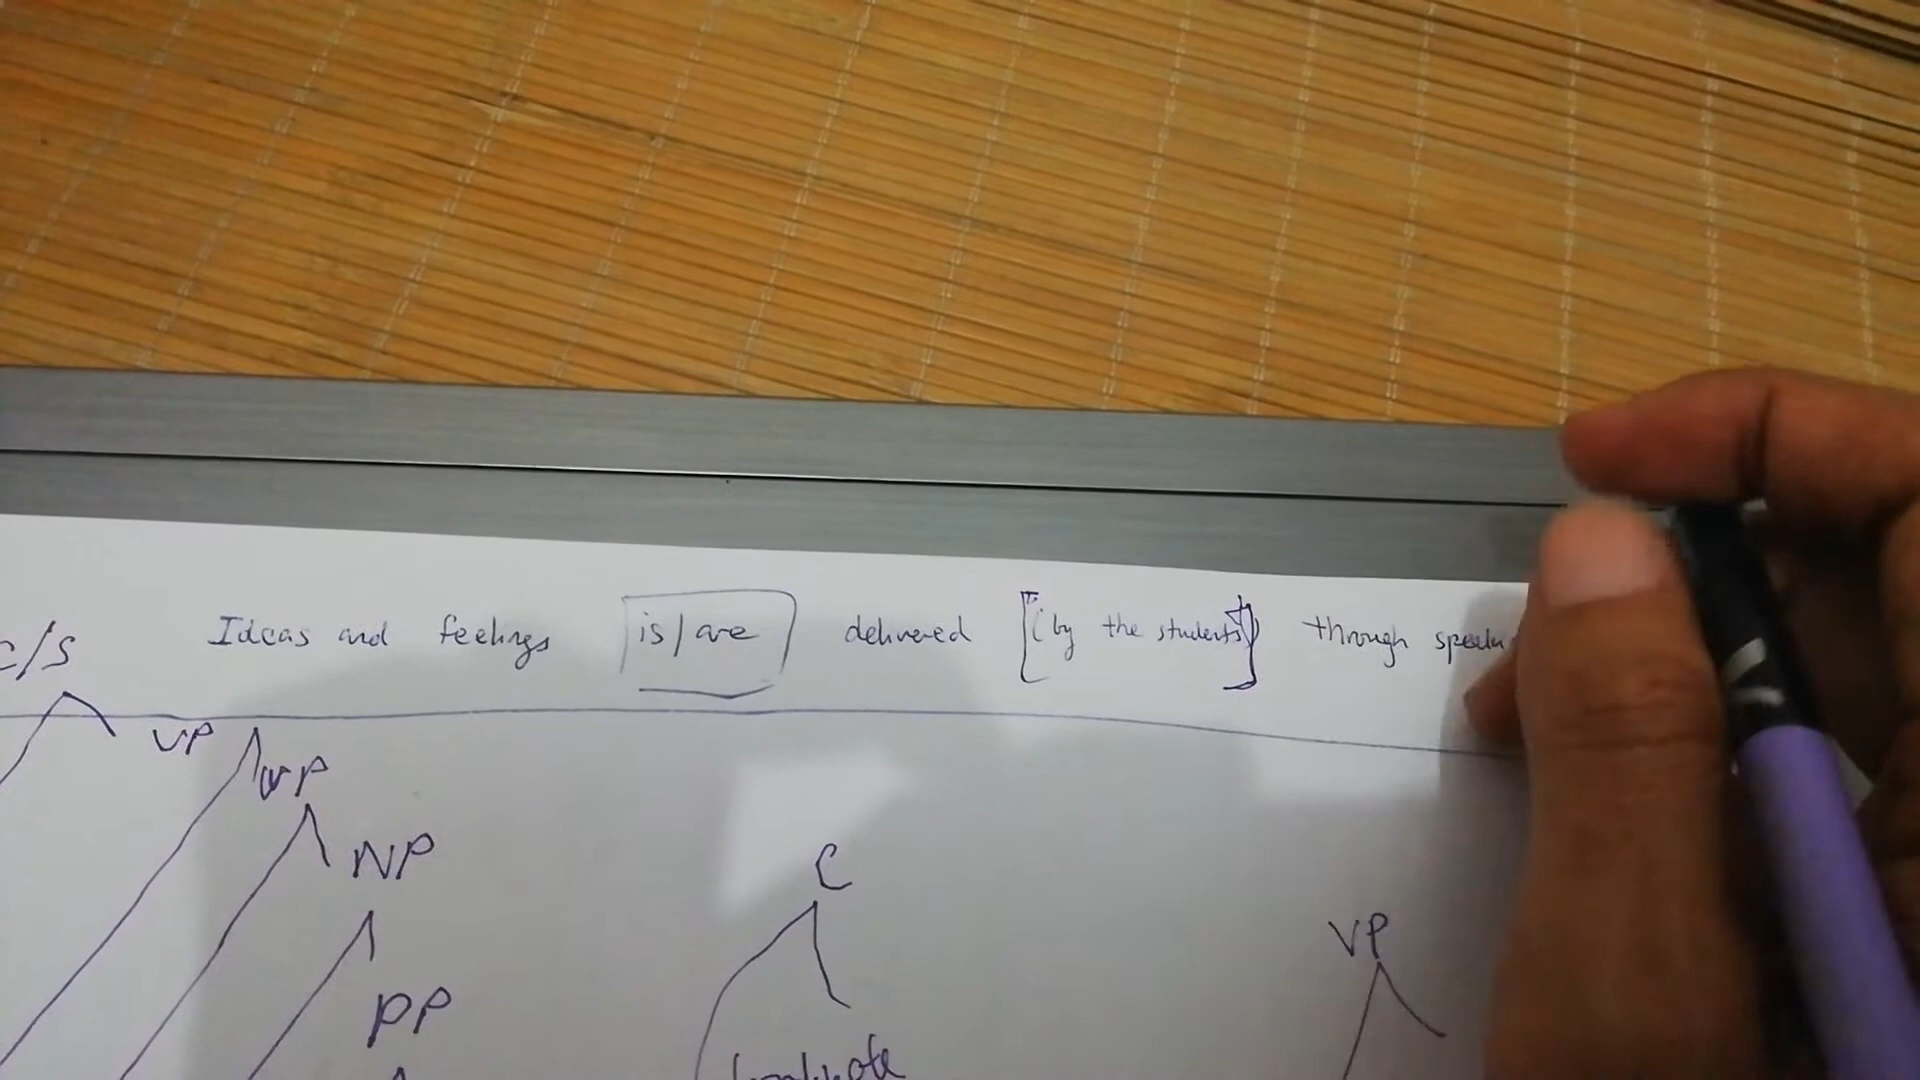 C/S
Ideas and feelings is/are delivered [(by the students)] through
VP
VP
NP
C
VP
PP